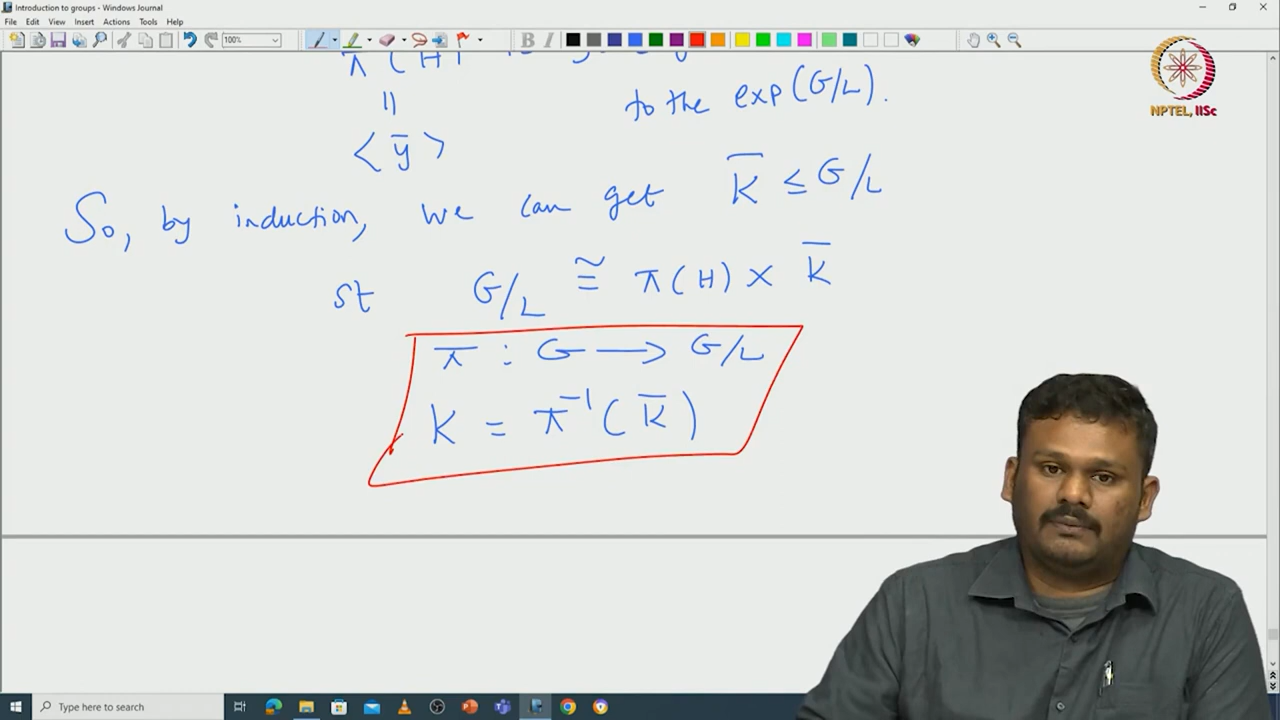 Introduction to groups - Windows Journal
File Edit View Insert Actions Tools Help
100%
B I
π(H)
to the exp(G/L).
||
< ȳ >
NPTEL, IISc
So, by induction, we can get K̄ ≤ G/L
st G/L ≅ π(H) × K̄
π : G → G/L
K = π⁻¹(K̄)
Type here to search